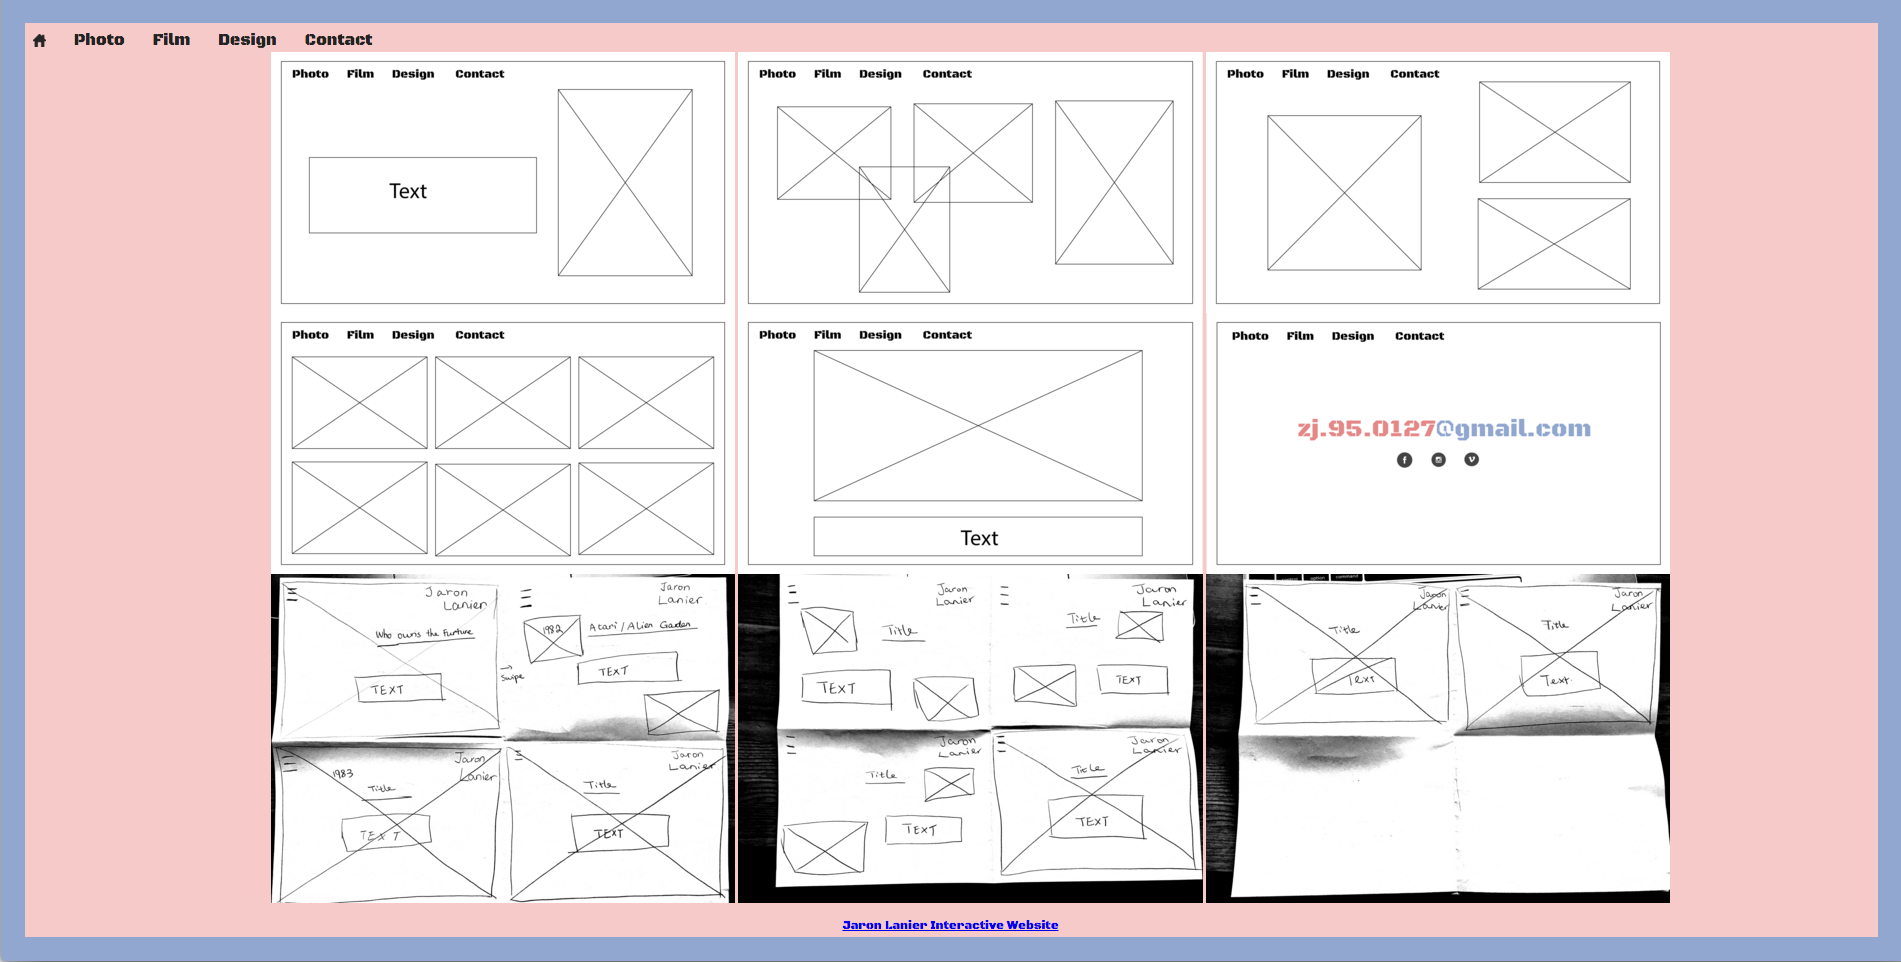 Photo Film Design Contact
Photo Film Design Contact
Text
Photo Film Design Contact
Photo Film Design Contact
Photo Film Design Contact
Photo Film Design Contact
Text
Photo Film Design Contact
zj.95.0127@gmail.com
Jaron
Lanier
Who owns the Furture
TEXT
→
Swipe
Jaron
Lanier
1982
Atari / Alien Garden
TEXT
Jaron
Lanier
1983
Title
TEXT
Jaron
Lanier
Title
TEXT
Jaron
Lanier
Title
TEXT
Jaron
Lanier
Title
TEXT
Jaron
Lanier
Title
TEXT
Jaron
Lanier
Title
TEXT
option
command
Jaron
Lanier
Title
Text
Jaron
Lanier
Title
Text
Jaron Lanier Interactive Website